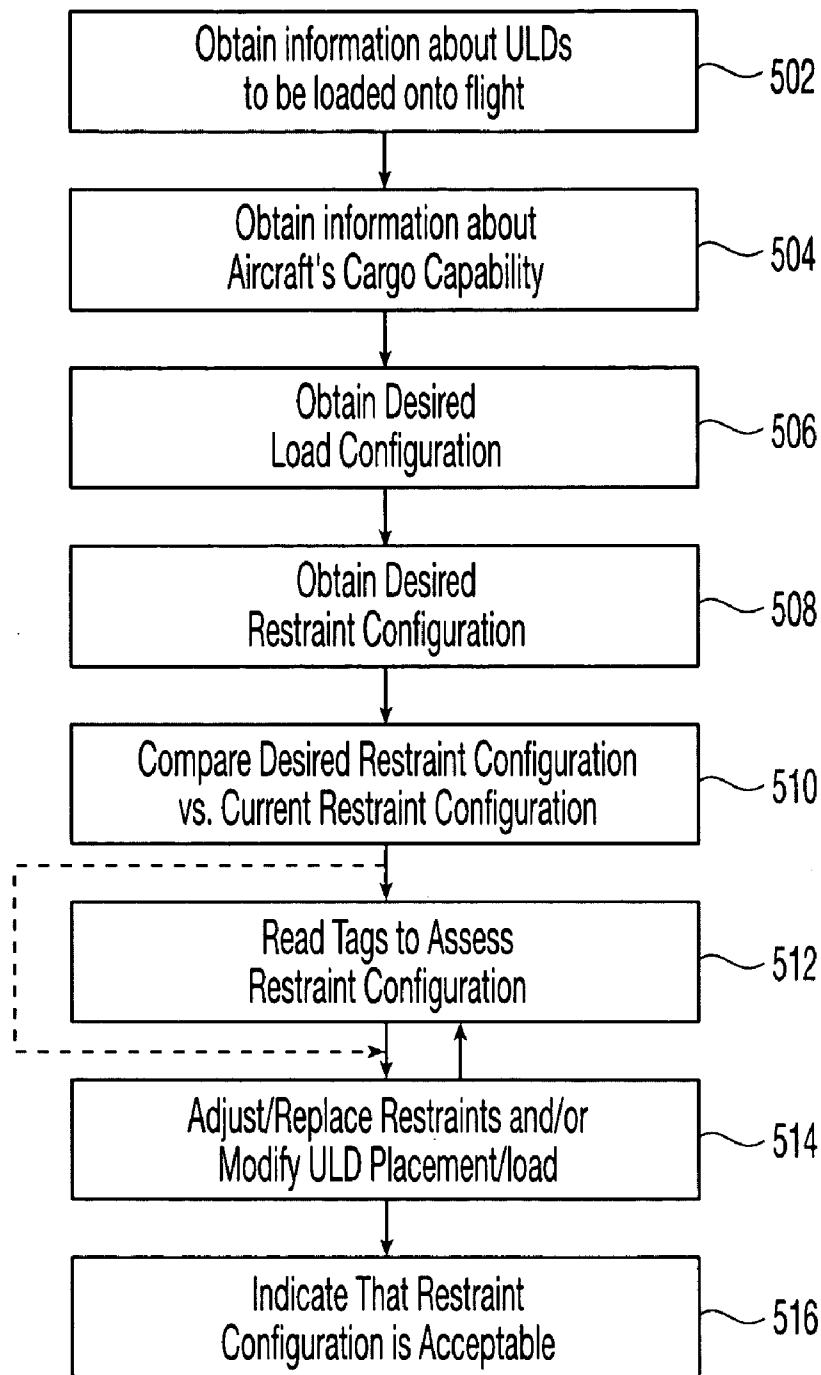 Obtain information about ULDs
to be loaded onto flight
502
Obtain information about
Aircraft's Cargo Capability
504
Obtain Desired
Load Configuration
506
Obtain Desired
Restraint Configuration
508
Compare Desired Restraint Configuration
vs. Current Restraint Configuration
510
Read Tags to Assess
Restraint Configuration
512
Adjust/Replace Restraints and/or
Modify ULD Placement/load
514
Indicate That Restraint
Configuration is Acceptable
516